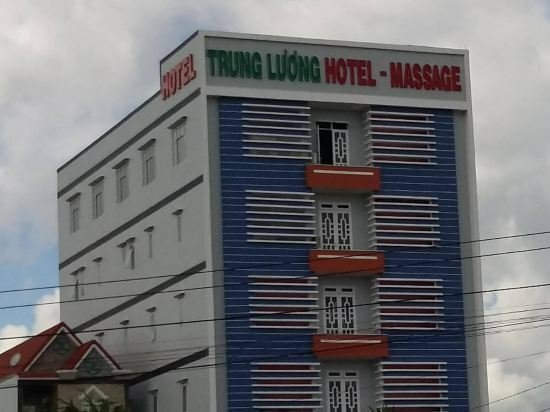 HOTEL
TRUNG LƯƠNG HOTEL - MASSAGE